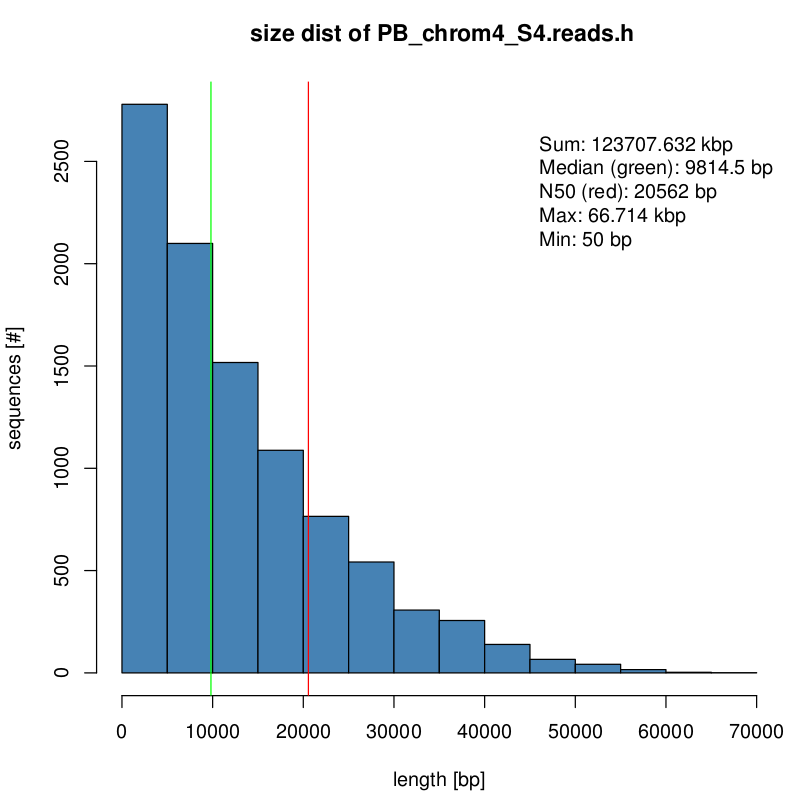 size dist of PB_chrom4_S4.reads.h
Sum: 123707.632 kbp
Median (green): 9814.5 bp
N50 (red): 20562 bp
Max: 66.714 kbp
Min: 50 bp
sequences [#]
2500
2000
1500
1000
500
0
0 10000 20000 30000 40000 50000 60000 70000
length [bp]